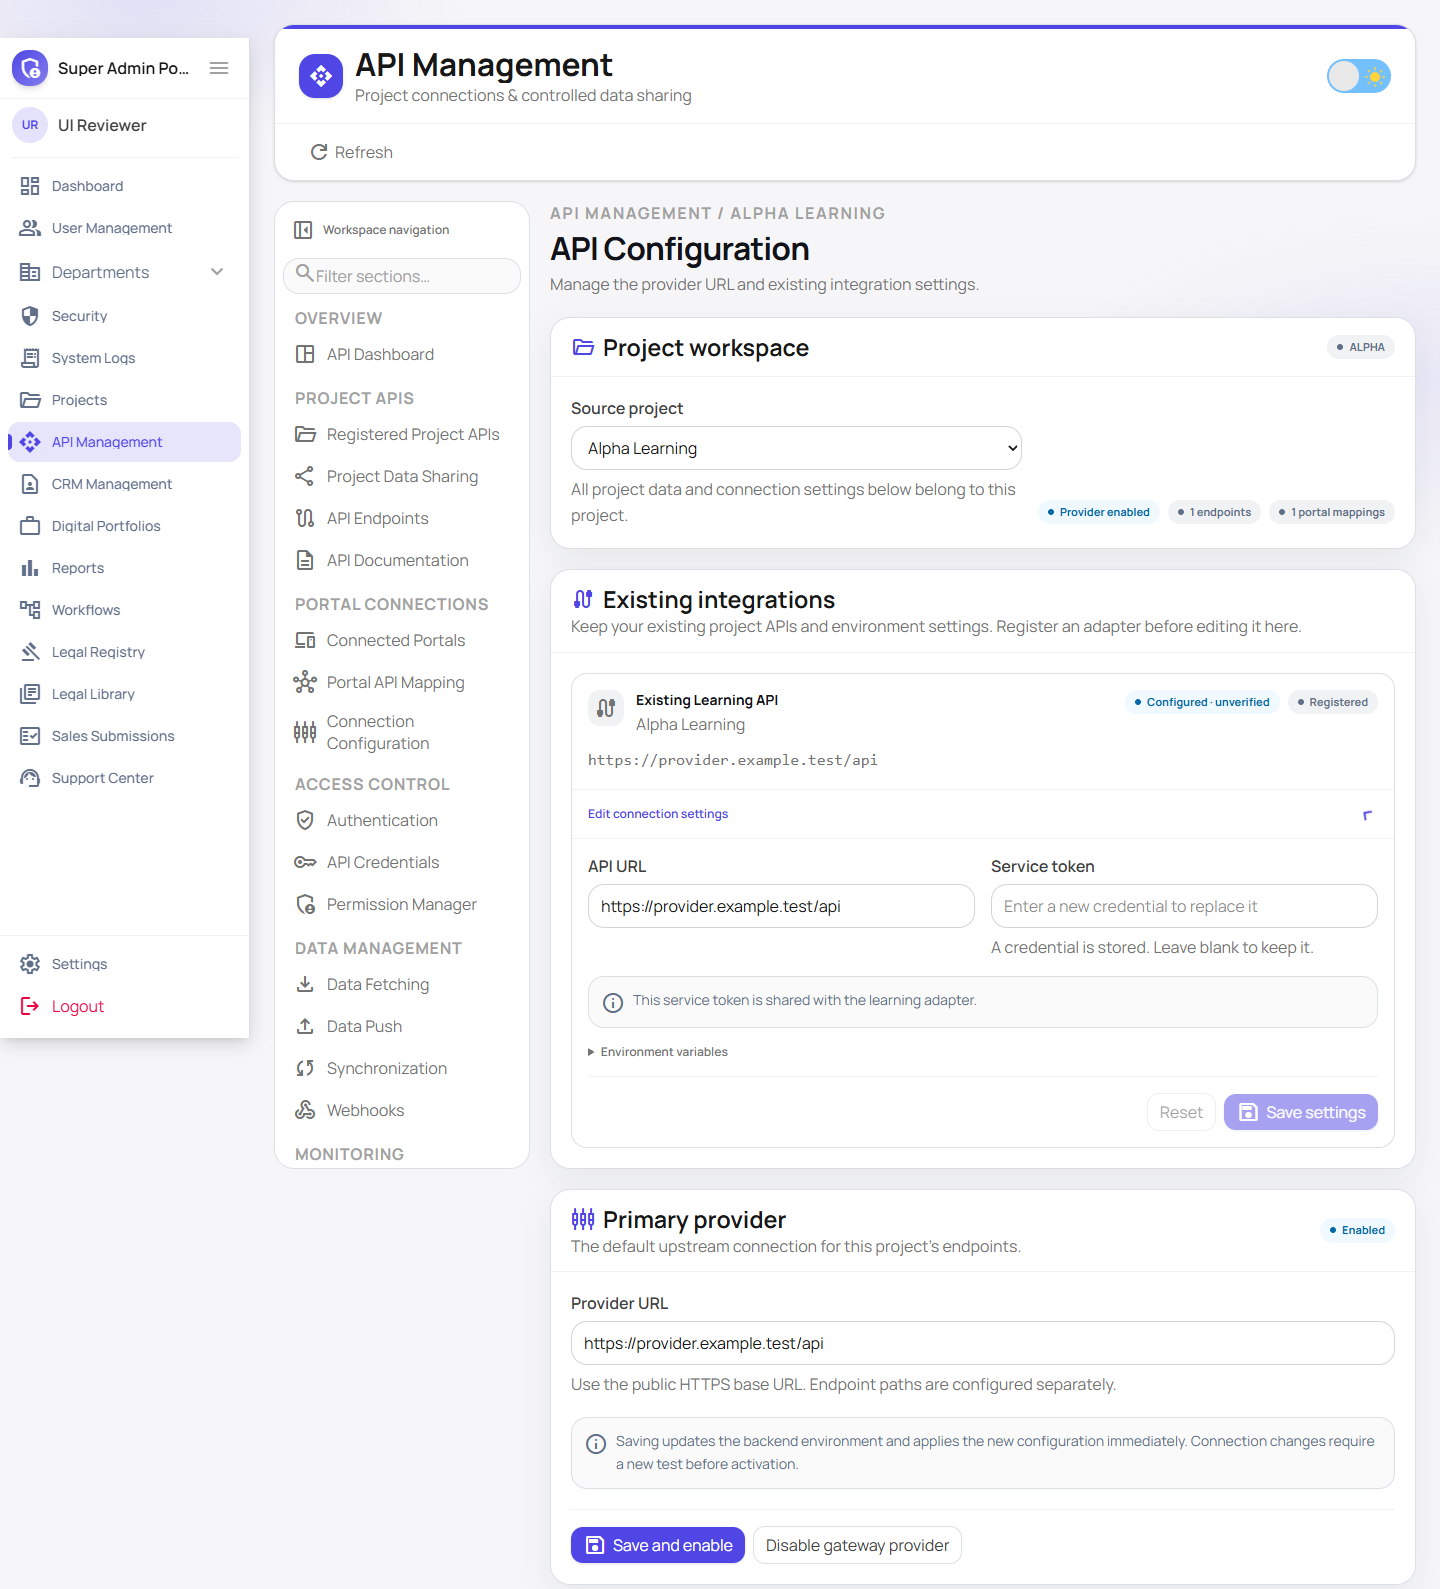 Super Admin Po...
UR
UI Reviewer
Dashboard
User Management
Departments
Security
System Logs
Projects
API Management
CRM Management
Digital Portfolios
Reports
Workflows
Legal Registry
Legal Library
Sales Submissions
Support Center
Settings
Logout
API Management
Project connections & controlled data sharing
Refresh
Workspace navigation
Filter sections...
OVERVIEW
API Dashboard
PROJECT APIS
Registered Project APIs
Project Data Sharing
API Endpoints
API Documentation
PORTAL CONNECTIONS
Connected Portals
Portal API Mapping
Connection
Configuration
ACCESS CONTROL
Authentication
API Credentials
Permission Manager
DATA MANAGEMENT
Data Fetching
Data Push
Synchronization
Webhooks
MONITORING
API MANAGEMENT / ALPHA LEARNING
API Configuration
Manage the provider URL and existing integration settings.
Project workspace
ALPHA
Source project
Alpha Learning
All project data and connection settings below belong to this
project.
Provider enabled
1 endpoints
1 portal mappings
Existing integrations
Keep your existing project APIs and environment settings. Register an adapter before editing it here.
Existing Learning API
Alpha Learning
Configured · unverified
Registered
https://provider.example.test/api
Edit connection settings
API URL
https://provider.example.test/api
Service token
Enter a new credential to replace it
A credential is stored. Leave blank to keep it.
This service token is shared with the learning adapter.
Environment variables
Reset
Save settings
Primary provider
The default upstream connection for this project's endpoints.
Enabled
Provider URL
https://provider.example.test/api
Use the public HTTPS base URL. Endpoint paths are configured separately.
Saving updates the backend environment and applies the new configuration immediately. Connection changes require
a new test before activation.
Save and enable
Disable gateway provider